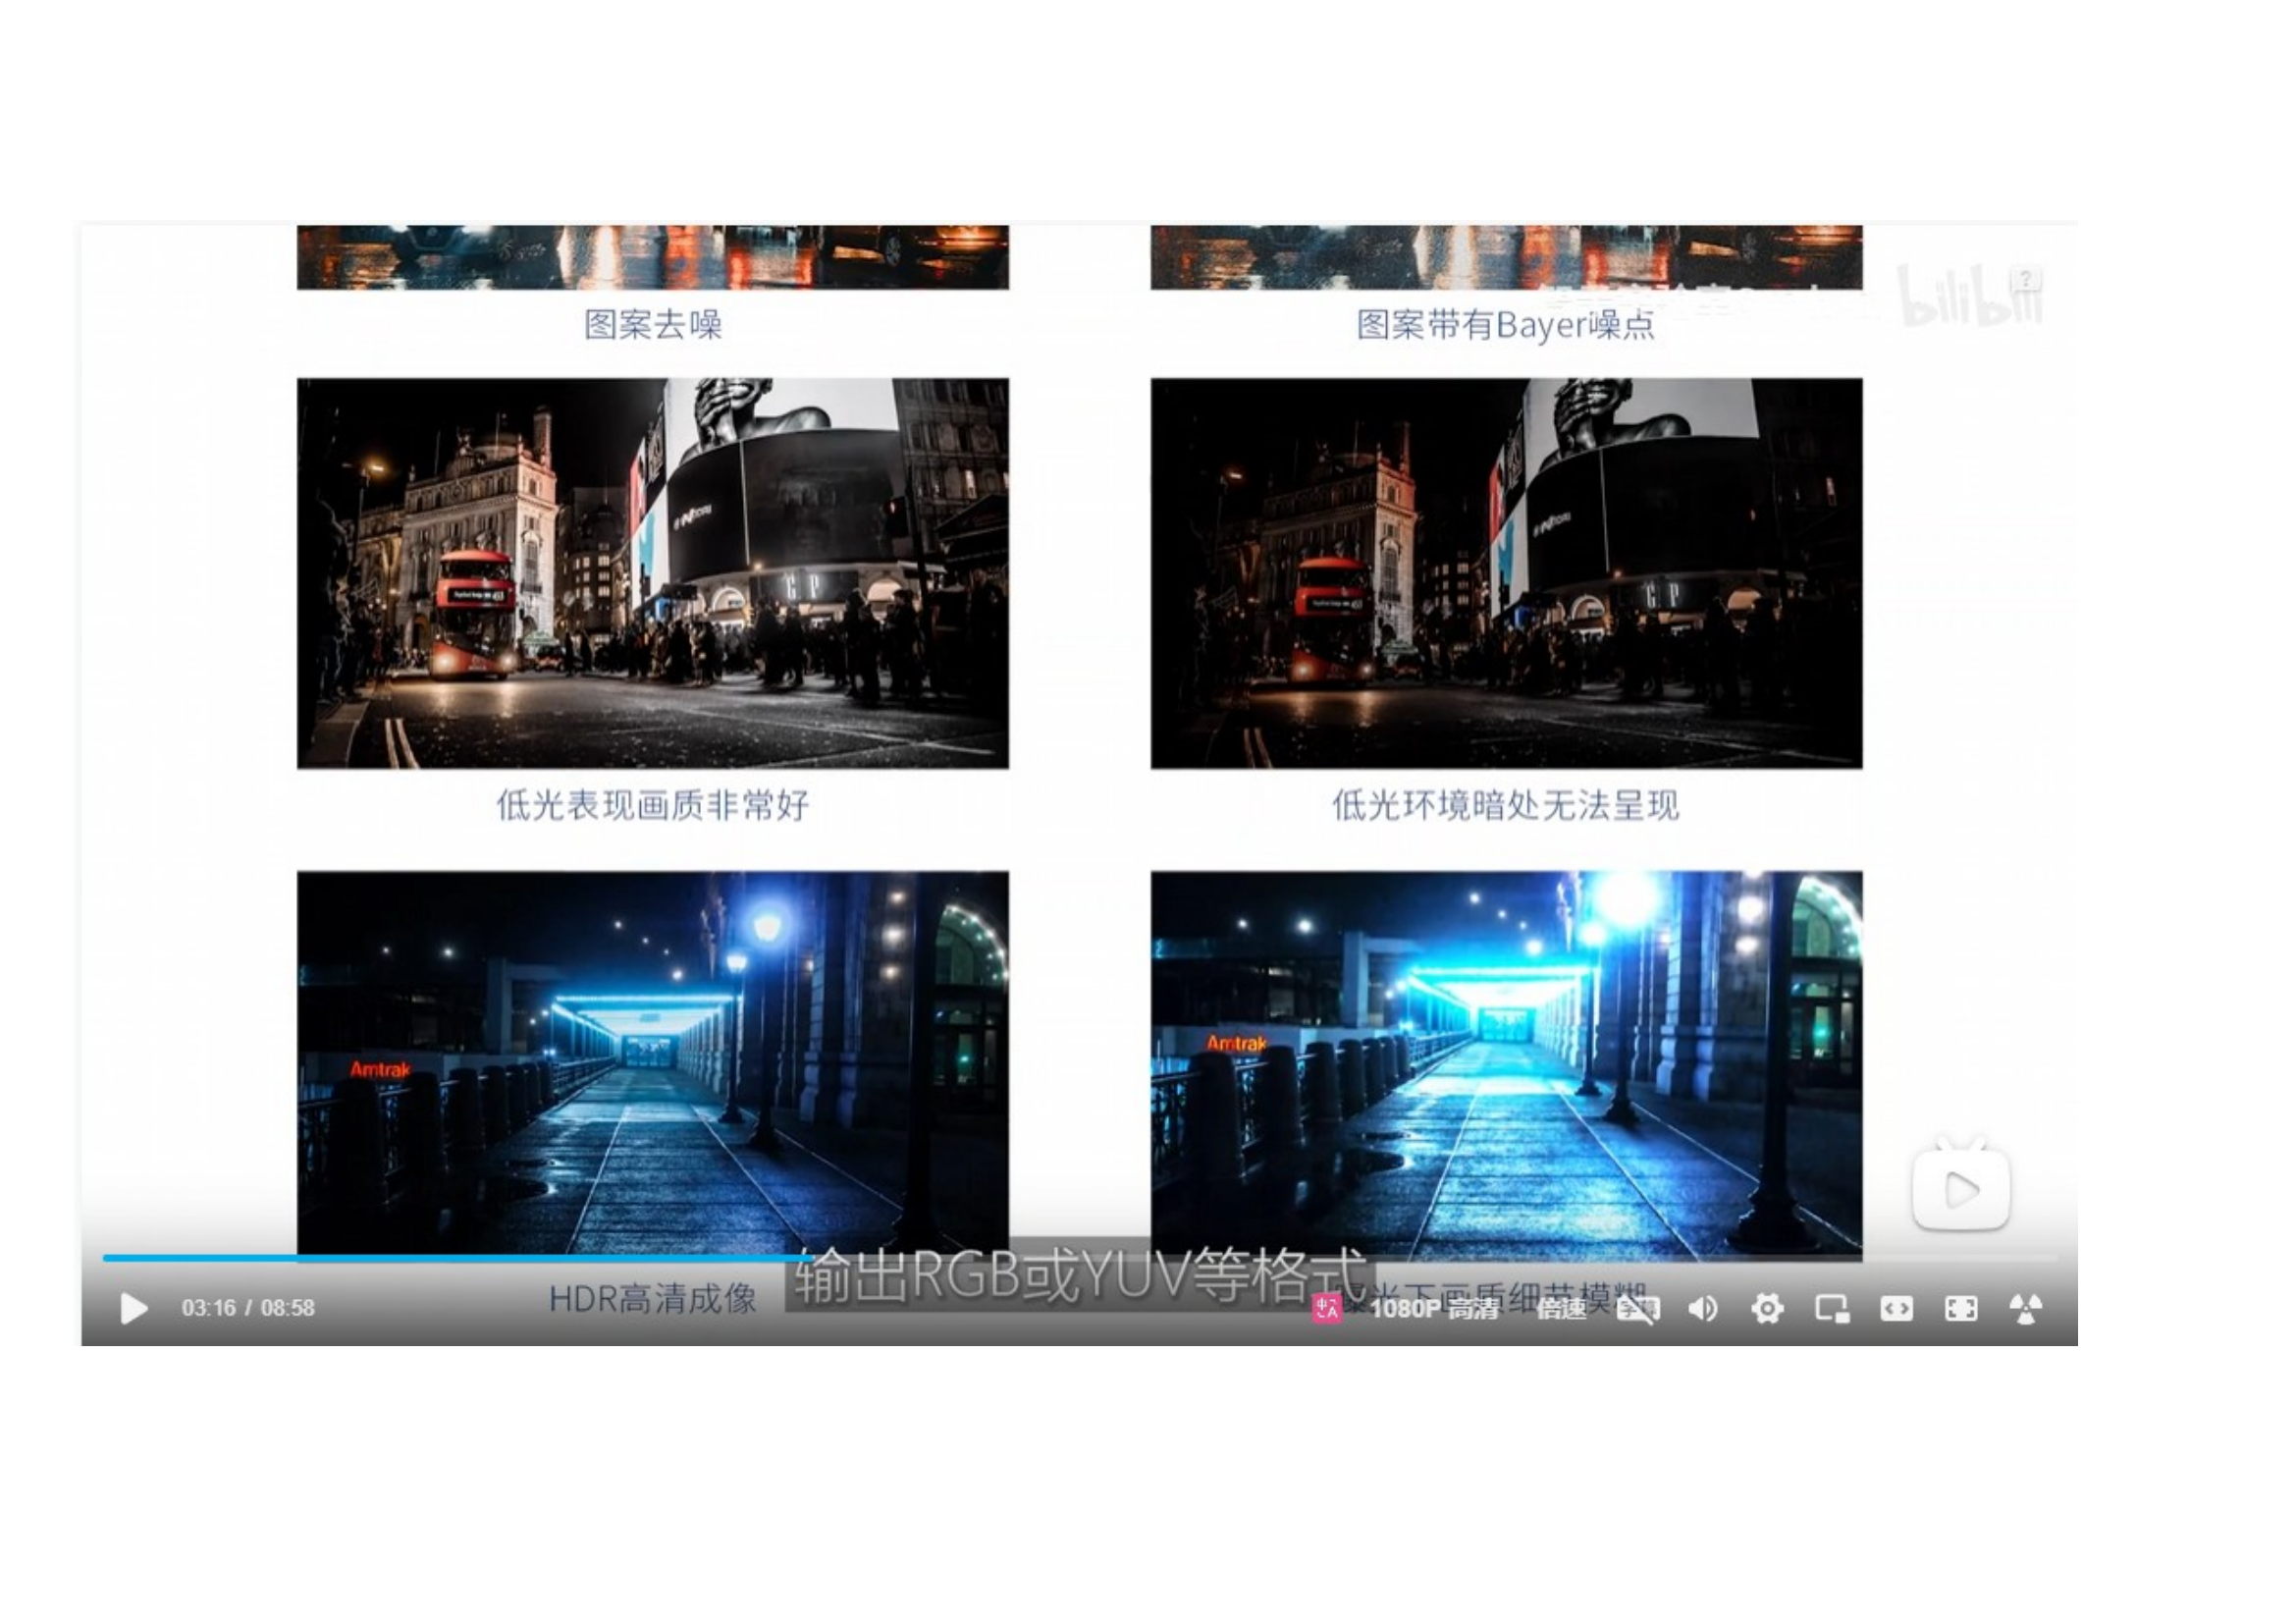 图案去噪
图案带有Bayer噪点
bilibili
低光表现画质非常好
低光环境暗处无法呈现
Amtrak
Amtrak
输出RGB或YUV等格式
HDR高清成像
曝光下画质细节模糊
03:16 / 08:58
1080P 高清
倍速